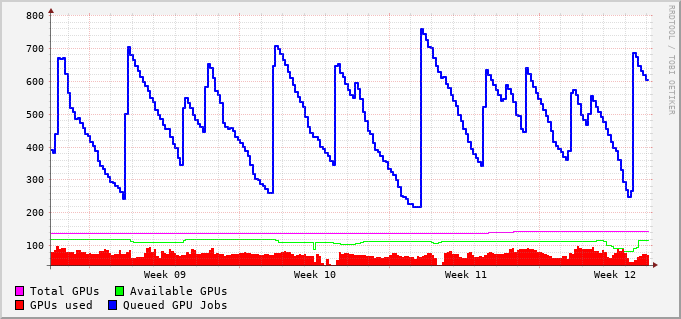 800
700
600
500
400
300
200
100
RRDTOOL / TOBI OETIKER
Week 09 Week 10 Week 11 Week 12
Total GPUs Available GPUs
GPUs used Queued GPU Jobs